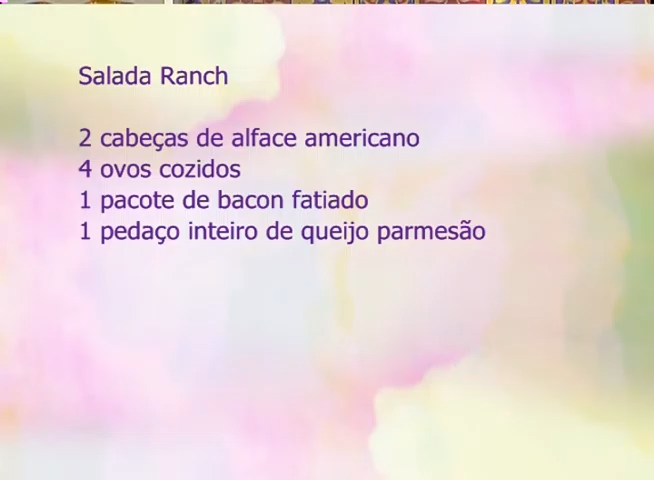 Salada Ranch
2 cabeças de alface americano
4 ovos cozidos
1 pacote de bacon fatiado
1 pedaço inteiro de queijo parmesão